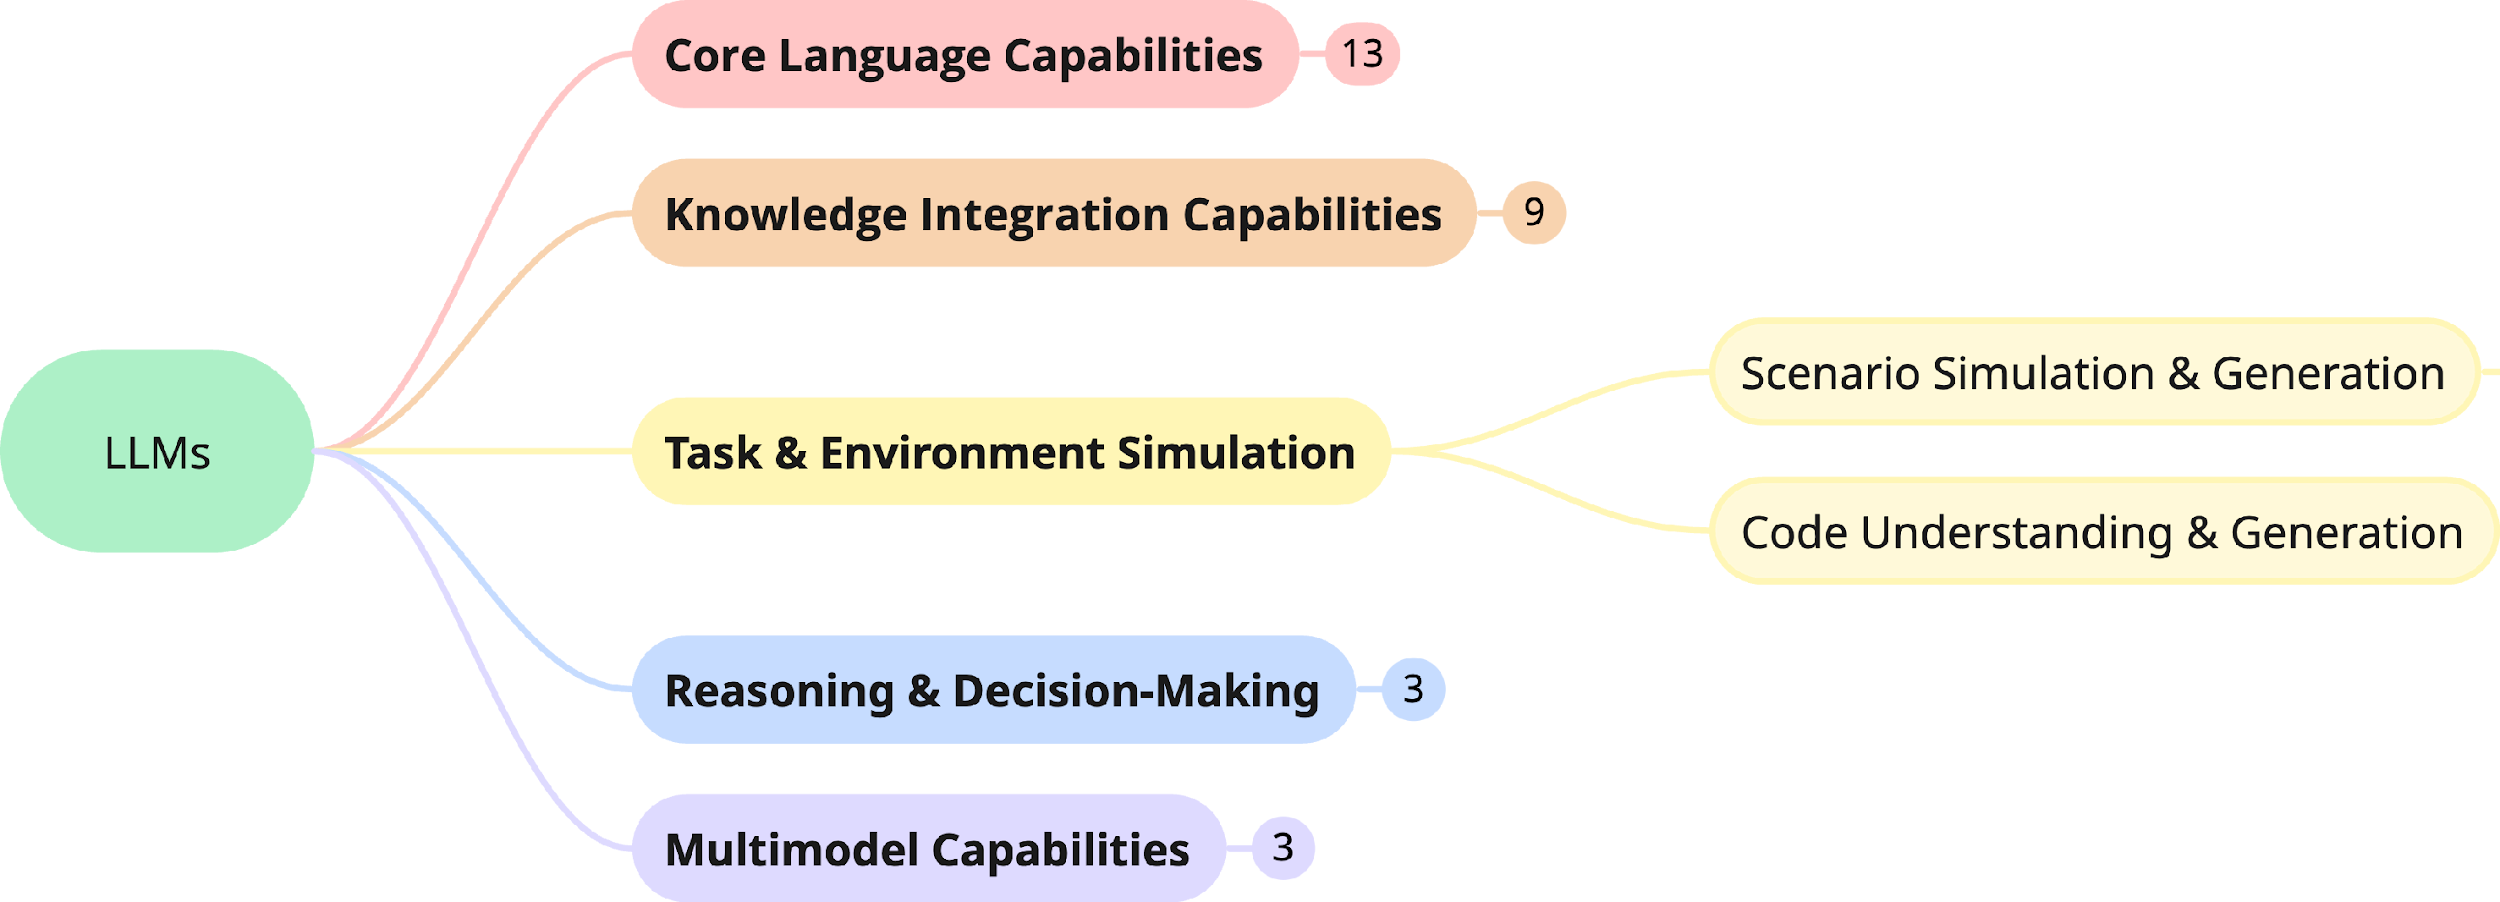 Core Language Capabilities 13
Knowledge Integration Capabilities 9
Scenario Simulation & Generation
LLMs
Task & Environment Simulation
Code Understanding & Generation
Reasoning & Decision-Making 3
Multimodel Capabilities 3